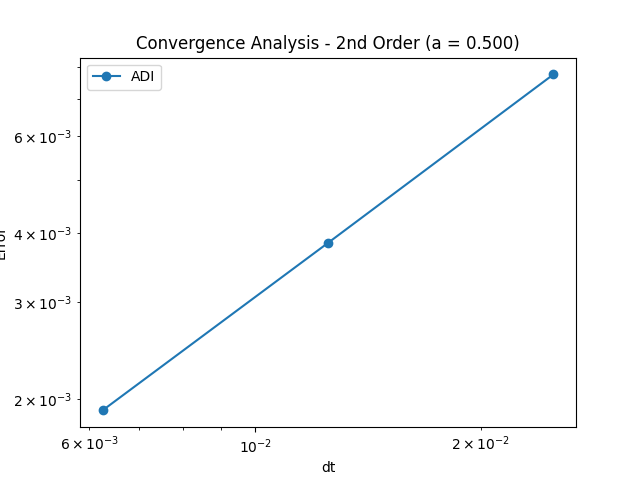 Convergence Analysis - 2nd Order (a = 0.500)
ADI
6 × 10⁻³
4 × 10⁻³
3 × 10⁻³
2 × 10⁻³
Error
6 × 10⁻³ 10⁻² 2 × 10⁻²
dt